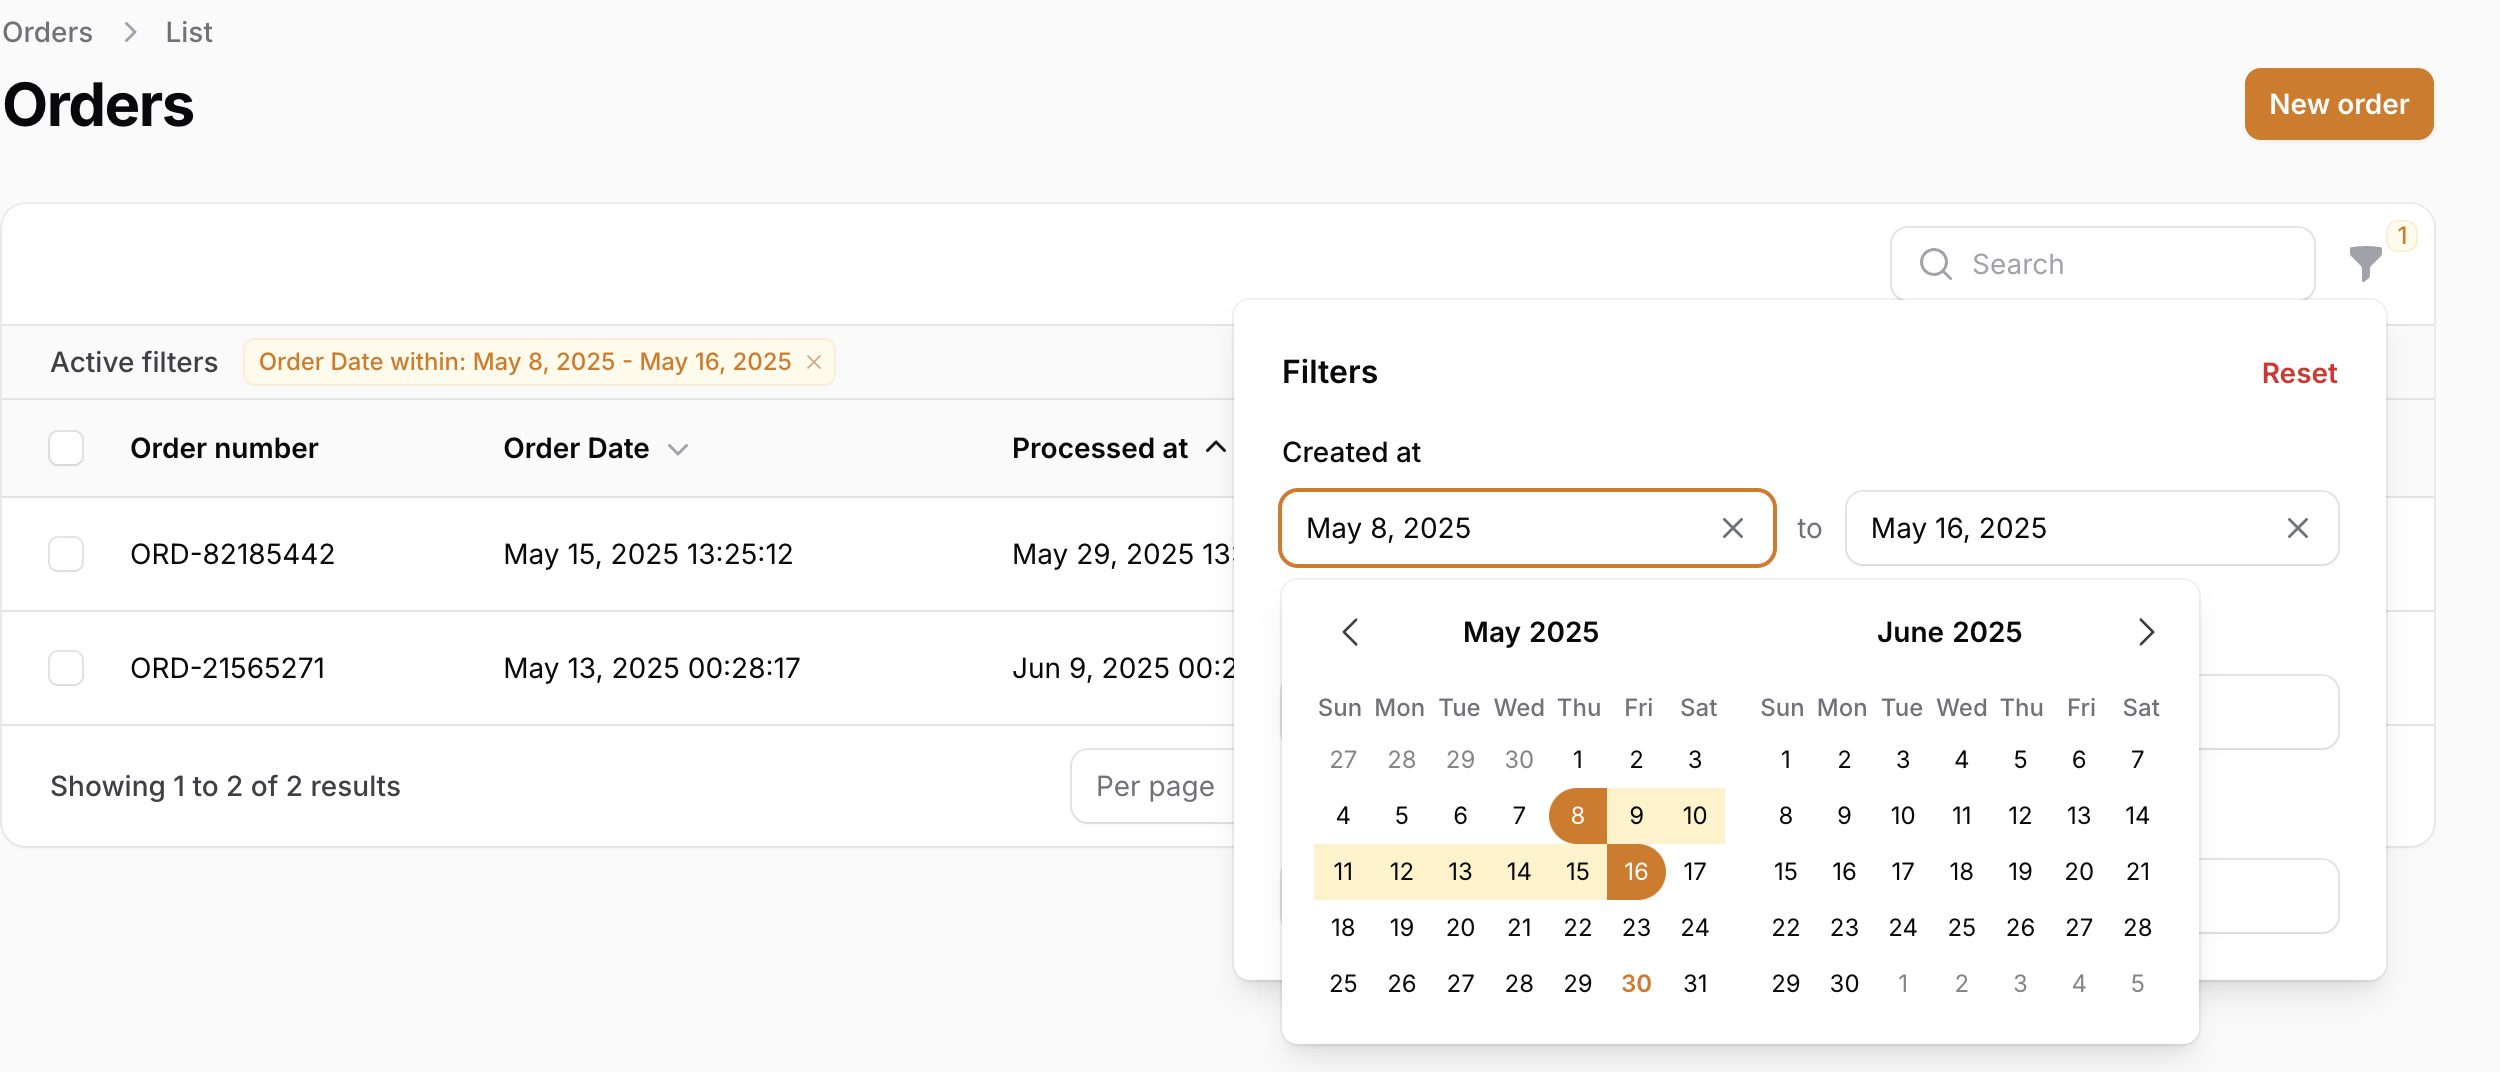 Orders > List
Orders
New order
Search
1
Active filters
Order Date within: May 8, 2025 - May 16, 2025
Order number Order Date Processed at
ORD-82185442 May 15, 2025 13:25:12 May 29, 2025 13:
ORD-21565271 May 13, 2025 00:28:17 Jun 9, 2025 00:2
Showing 1 to 2 of 2 results
Per page
Filters
Reset
Created at
May 8, 2025 to May 16, 2025
May 2025
Sun Mon Tue Wed Thu Fri Sat
27 28 29 30 1 2 3
4 5 6 7 8 9 10
11 12 13 14 15 16 17
18 19 20 21 22 23 24
25 26 27 28 29 30 31
June 2025
Sun Mon Tue Wed Thu Fri Sat
1 2 3 4 5 6 7
8 9 10 11 12 13 14
15 16 17 18 19 20 21
22 23 24 25 26 27 28
29 30 1 2 3 4 5